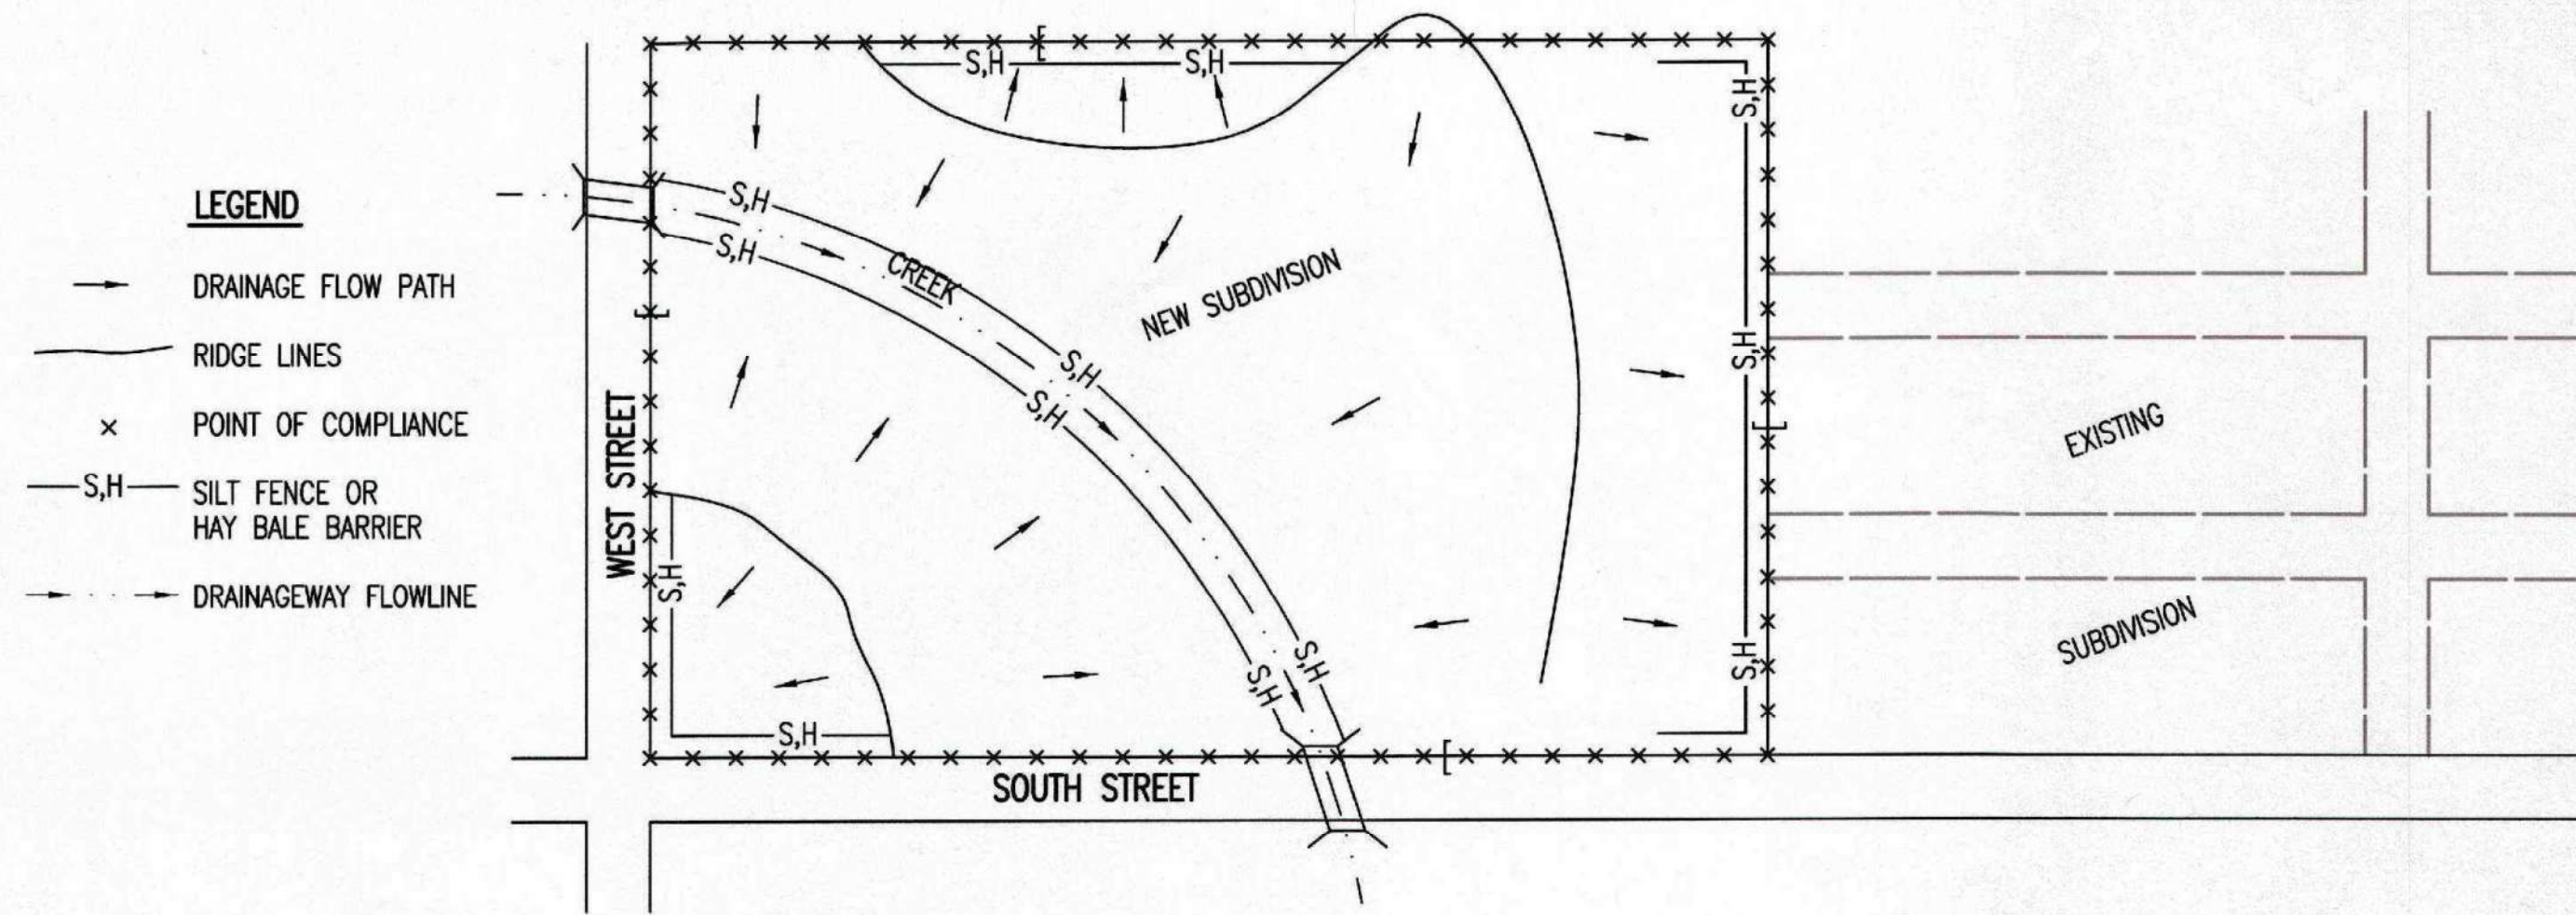 LEGEND
DRAINAGE FLOW PATH
RIDGE LINES
× POINT OF COMPLIANCE
S,H SILT FENCE OR
HAY BALE BARRIER
DRAINAGEWAY FLOWLINE
S,H
S,H
S,H
S,H
S,H
CREEK
NEW SUBDIVISION
S,H
S,H
S,H
WEST STREET
S,H
S,H
S,H
S,H
S,H
SOUTH STREET
EXISTING
SUBDIVISION